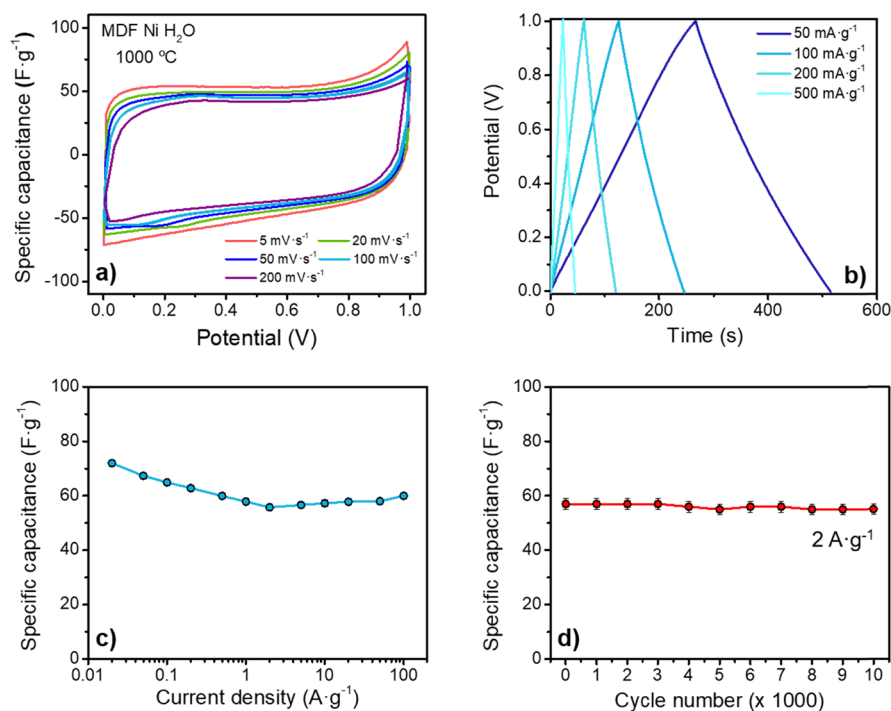 MDF Ni H₂O
1000 ºC
Specific capacitance (F·g⁻¹)
100
50
0
-50
-100
5 mV·s⁻¹
20 mV·s⁻¹
50 mV·s⁻¹
100 mV·s⁻¹
200 mV·s⁻¹
a)
0.0 0.2 0.4 0.6 0.8 1.0
Potential (V)
Potential (V)
1.0
0.8
0.6
0.4
0.2
0.0
50 mA·g⁻¹
100 mA·g⁻¹
200 mA·g⁻¹
500 mA·g⁻¹
b)
0 200 400 600
Time (s)
Specific capacitance (F·g⁻¹)
100
80
60
40
20
0
c)
0.01 0.1 1 10 100
Current density (A·g⁻¹)
Specific capacitance (F·g⁻¹)
100
80
60
40
20
0
2 A·g⁻¹
d)
0 1 2 3 4 5 6 7 8 9 10
Cycle number (x 1000)